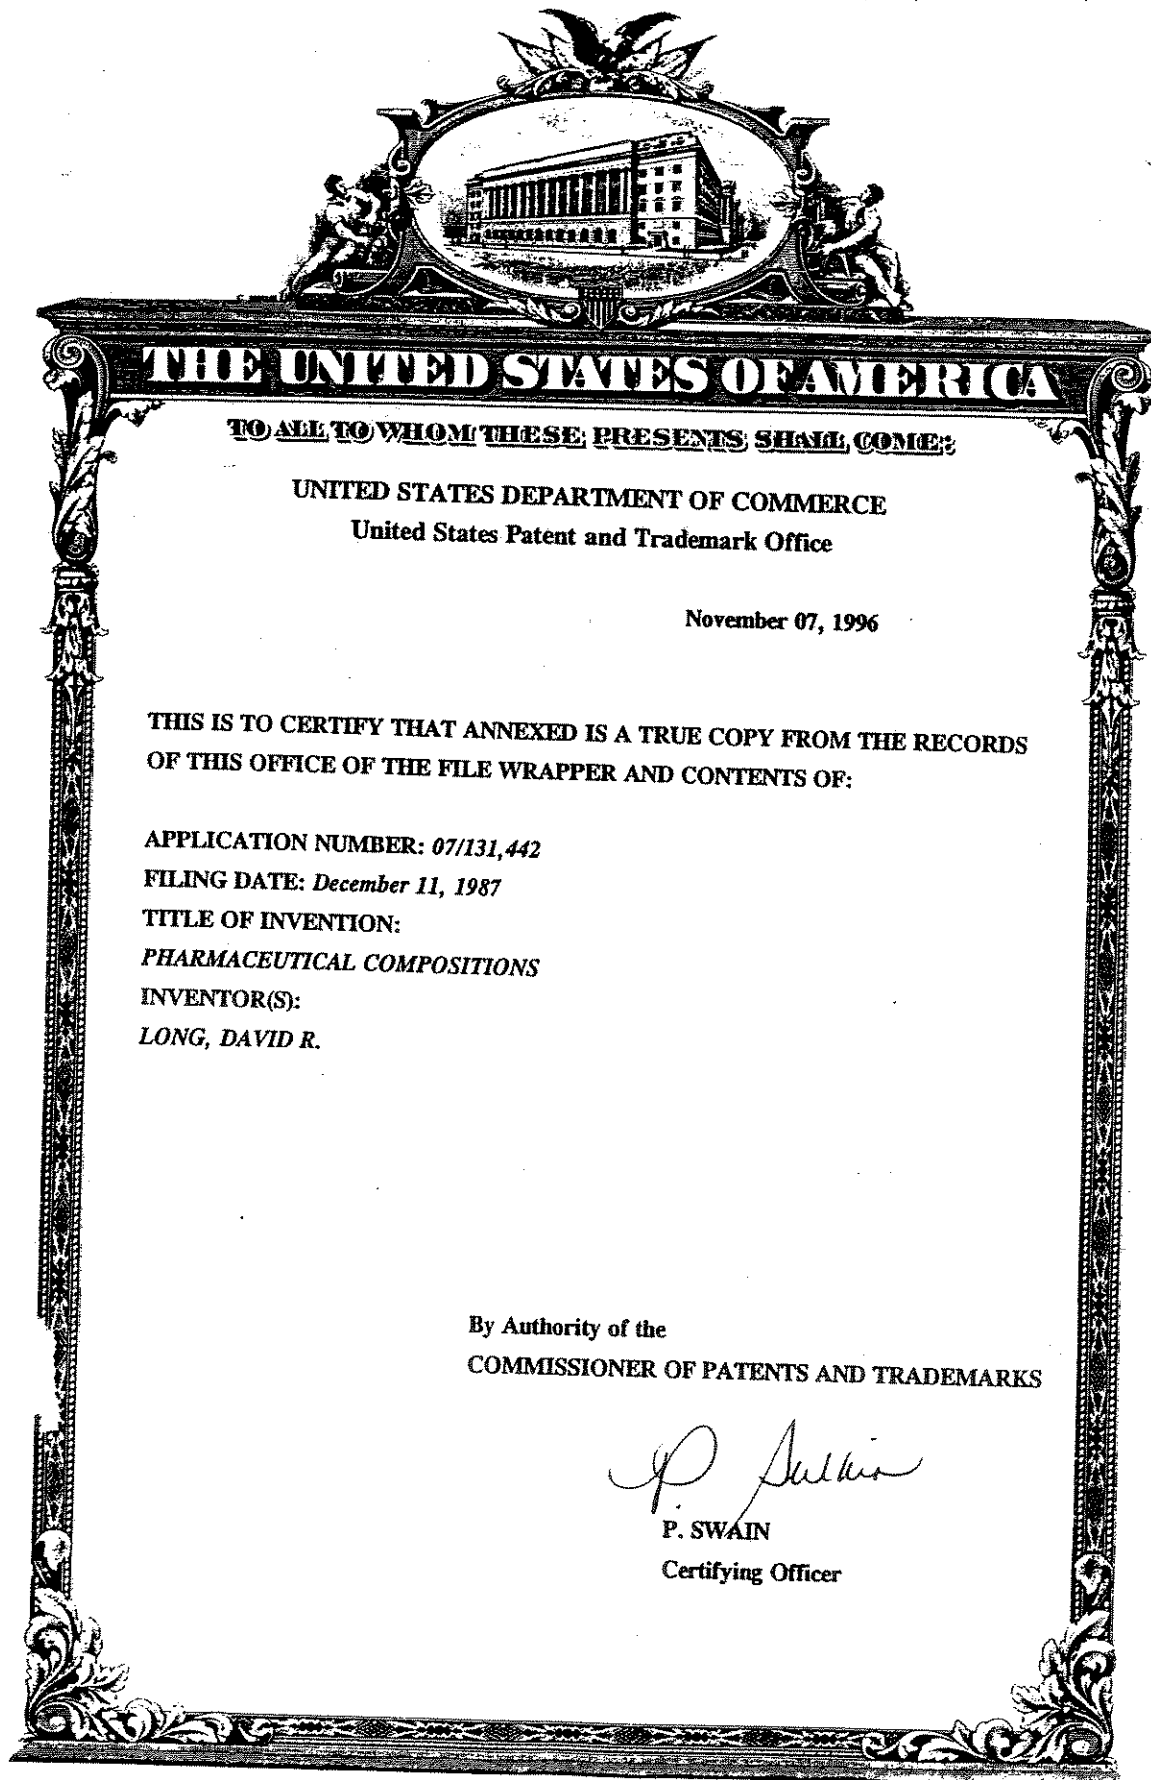 THE UNITED STATES OF AMERICA
TO ALL TO WHOM THESE PRESENTS SHALL COME:
UNITED STATES DEPARTMENT OF COMMERCE
United States Patent and Trademark Office
November 07, 1996
THIS IS TO CERTIFY THAT ANNEXED IS A TRUE COPY FROM THE RECORDS
OF THIS OFFICE OF THE FILE WRAPPER AND CONTENTS OF:
APPLICATION NUMBER: 07/131,442
FILING DATE: December 11, 1987
TITLE OF INVENTION:
PHARMACEUTICAL COMPOSITIONS
INVENTOR(S):
LONG, DAVID R.
By Authority of the
COMMISSIONER OF PATENTS AND TRADEMARKS
P.
P. SWAIN
Certifying Officer